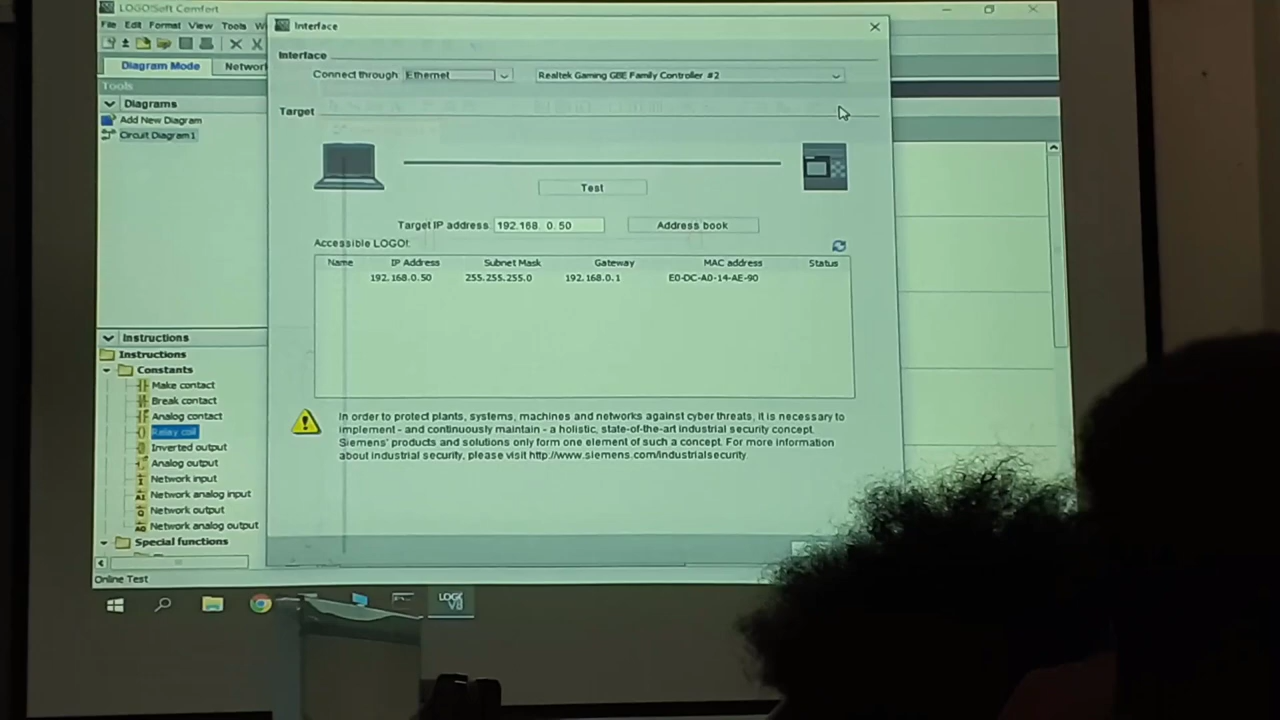 LOGO!Soft Comfort
File Edit Format View Tools
Diagram Mode
Tools
Diagrams
Add New Diagram
Circuit Diagram1
Instructions
Instructions
Constants
Make contact
Break contact
Analog contact
Relay coil
Inverted output
Analog output
Network input
Network analog input
Network output
Network analog output
Special functions
Online Test
Interface
Interface
Connect through Ethernet Realtek Gaming GBE Family Controller #2
Target
Test
Target IP address 192.168. 0.50 Address book
Accessible LOGO!:
Name IP Address Subnet Mask Gateway MAC address Status
192.168.0.50 255.255.255.0 192.168.0.1 E0-DC-A0-14-AE-90
In order to protect plants, systems, machines and networks against cyber threats, it is necessary to
implement - and continuously maintain - a holistic, state-of-the-art industrial security concept.
Siemens' products and solutions only form one element of such a concept. For more information
about industrial security, please visit http://www.siemens.com/industrialsecurity.
LOGO!
V8